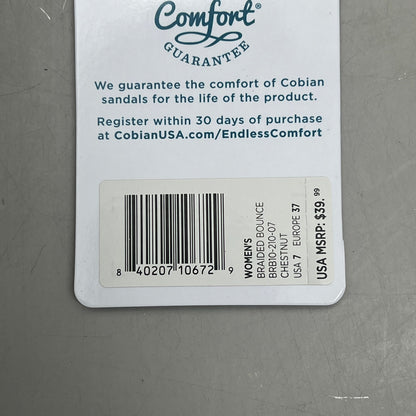 Comfort®
GUARANTEE
We guarantee the comfort of Cobian
sandals for the life of the product.
Register within 30 days of purchase
at CobianUSA.com/EndlessComfort
8 40207 10672 9
WOMEN'S
BRAIDED BOUNCE
BRB10-210-07
CHESTNUT
USA 7 EUROPE 37
USA MSRP: $39.99